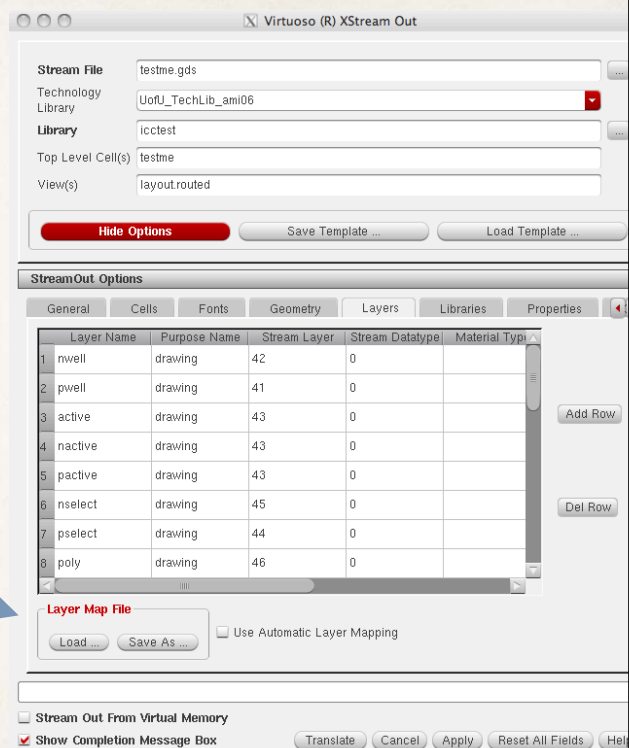 Virtuoso (R) XStream Out
Stream File testme.gds ...
Technology Library UofU_TechLib_ami06
Library icctest ...
Top Level Cell(s) testme
View(s) layout.routed
Hide Options Save Template ... Load Template ...
StreamOut Options
General Cells Fonts Geometry Layers Libraries Properties
Layer Name Purpose Name Stream Layer Stream Datatype Material Typ
1 nwell drawing 42 0
2 pwell drawing 41 0
3 active drawing 43 0
4 nactive drawing 43 0
5 pactive drawing 43 0
6 nselect drawing 45 0
7 pselect drawing 44 0
8 poly drawing 46 0
Add Row
Del Row
Layer Map File
Load ... Save As ... Use Automatic Layer Mapping
Stream Out From Virtual Memory
Show Completion Message Box Translate Cancel Apply Reset All Fields Help